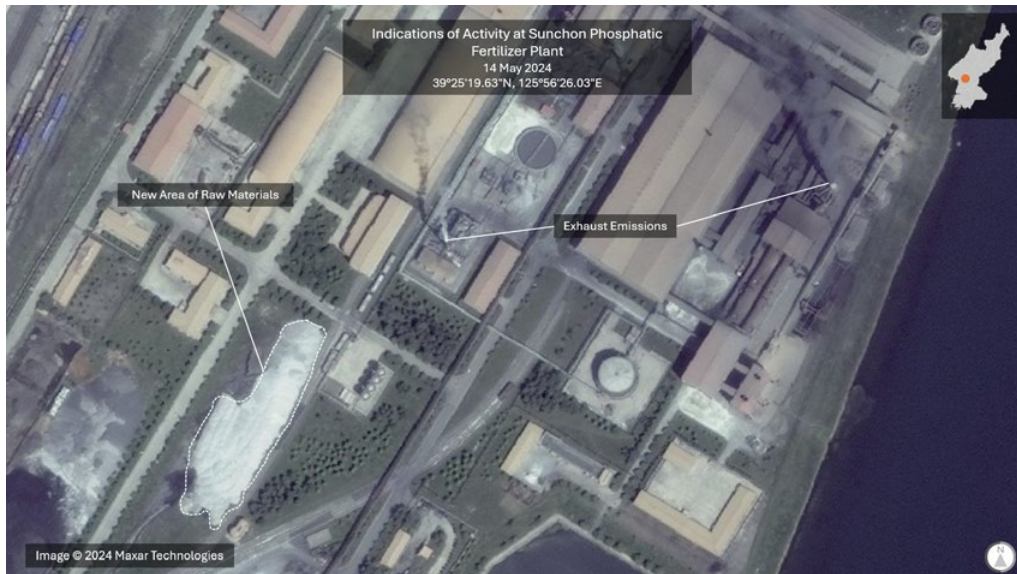 Indications of Activity at Sunchon Phosphatic
Fertilizer Plant
14 May 2024
39°25'19.63"N, 125°56'26.03"E
New Area of Raw Materials
Exhaust Emissions
Image © 2024 Maxar Technologies
N